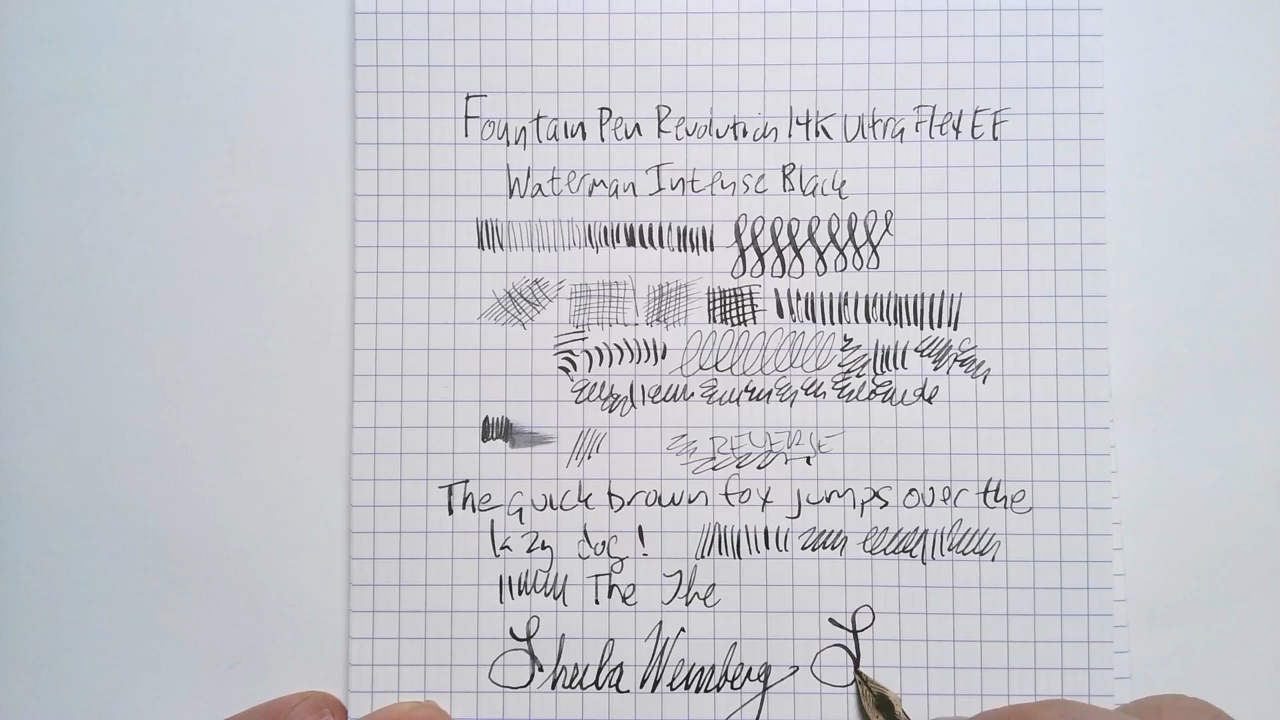 Fountain Pen Revolution 14K Ultra Flex EF
Waterman Intense Black
REVERSE
The quick brown fox jumps over the
lazy dog!
The The
Sheila Weinberg